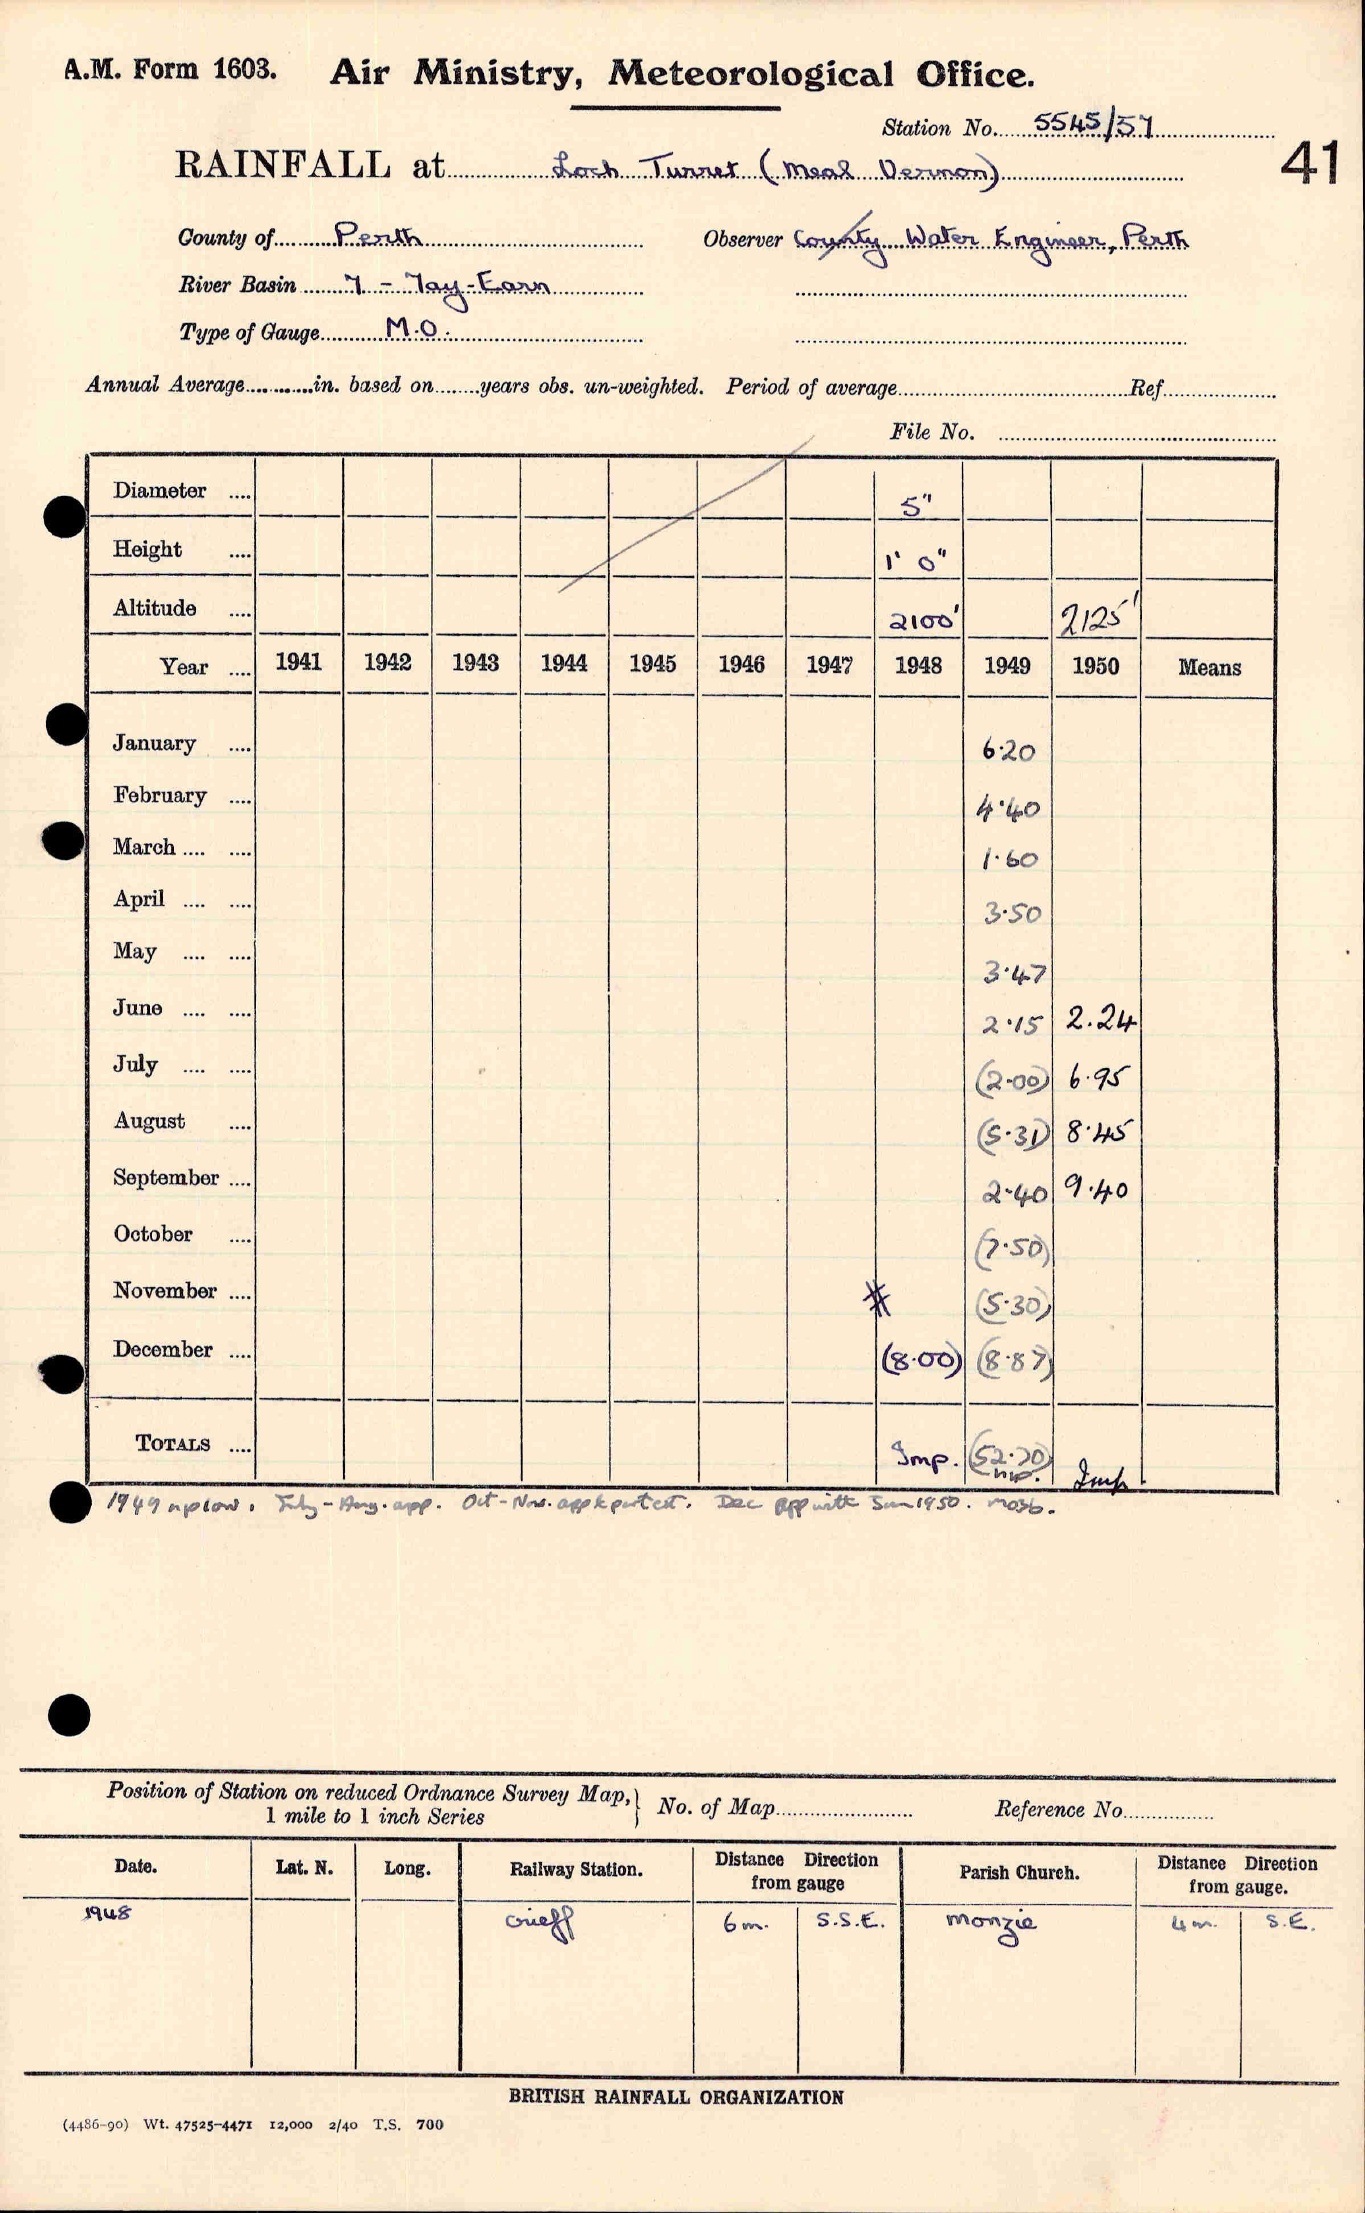 A.M. Form 1603. Air Ministry, Meteorological Office.
Station No. 5545/57
41
RAINFALL at Loch Turret (Meal Dermon)
County of Perth Observer County Water Engineer, Perth
River Basin 7 - Tay-Earn
Type of Gauge M.O.
Annual Average in. based on years obs. un-weighted. Period of average Ref
File No.
Diameter 5"
Height 1' 0"
Altitude 2100' 2125'
Year 1941 1942 1943 1944 1945 1946 1947 1948 1949 1950 Means
January 6.20
February 4.40
March 1.60
April 3.50
May 3.47
June 2.15 2.24
July (2.00) 6.95
August (5.31) 8.45
September 2.40 9.40
October (7.50)
November # (5.30)
December (8.00) (8.87)
TOTALS Imp. (52.70) Imp.
1949 July - Aug. app. Oct - Nov. app & part est. Dec app with Jan 1950.
Position of Station on reduced Ordnance Survey Map, 1 mile to 1 inch Series No. of Map Reference No.
Date. Lat. N. Long. Railway Station. Distance Direction from gauge Parish Church. Distance Direction from gauge.
1948 Crieff 6m. S.S.E. Monzie 4m. S.E.
BRITISH RAINFALL ORGANIZATION
(4486-90) Wt. 47525-4471 12,000 2/40 T.S. 700